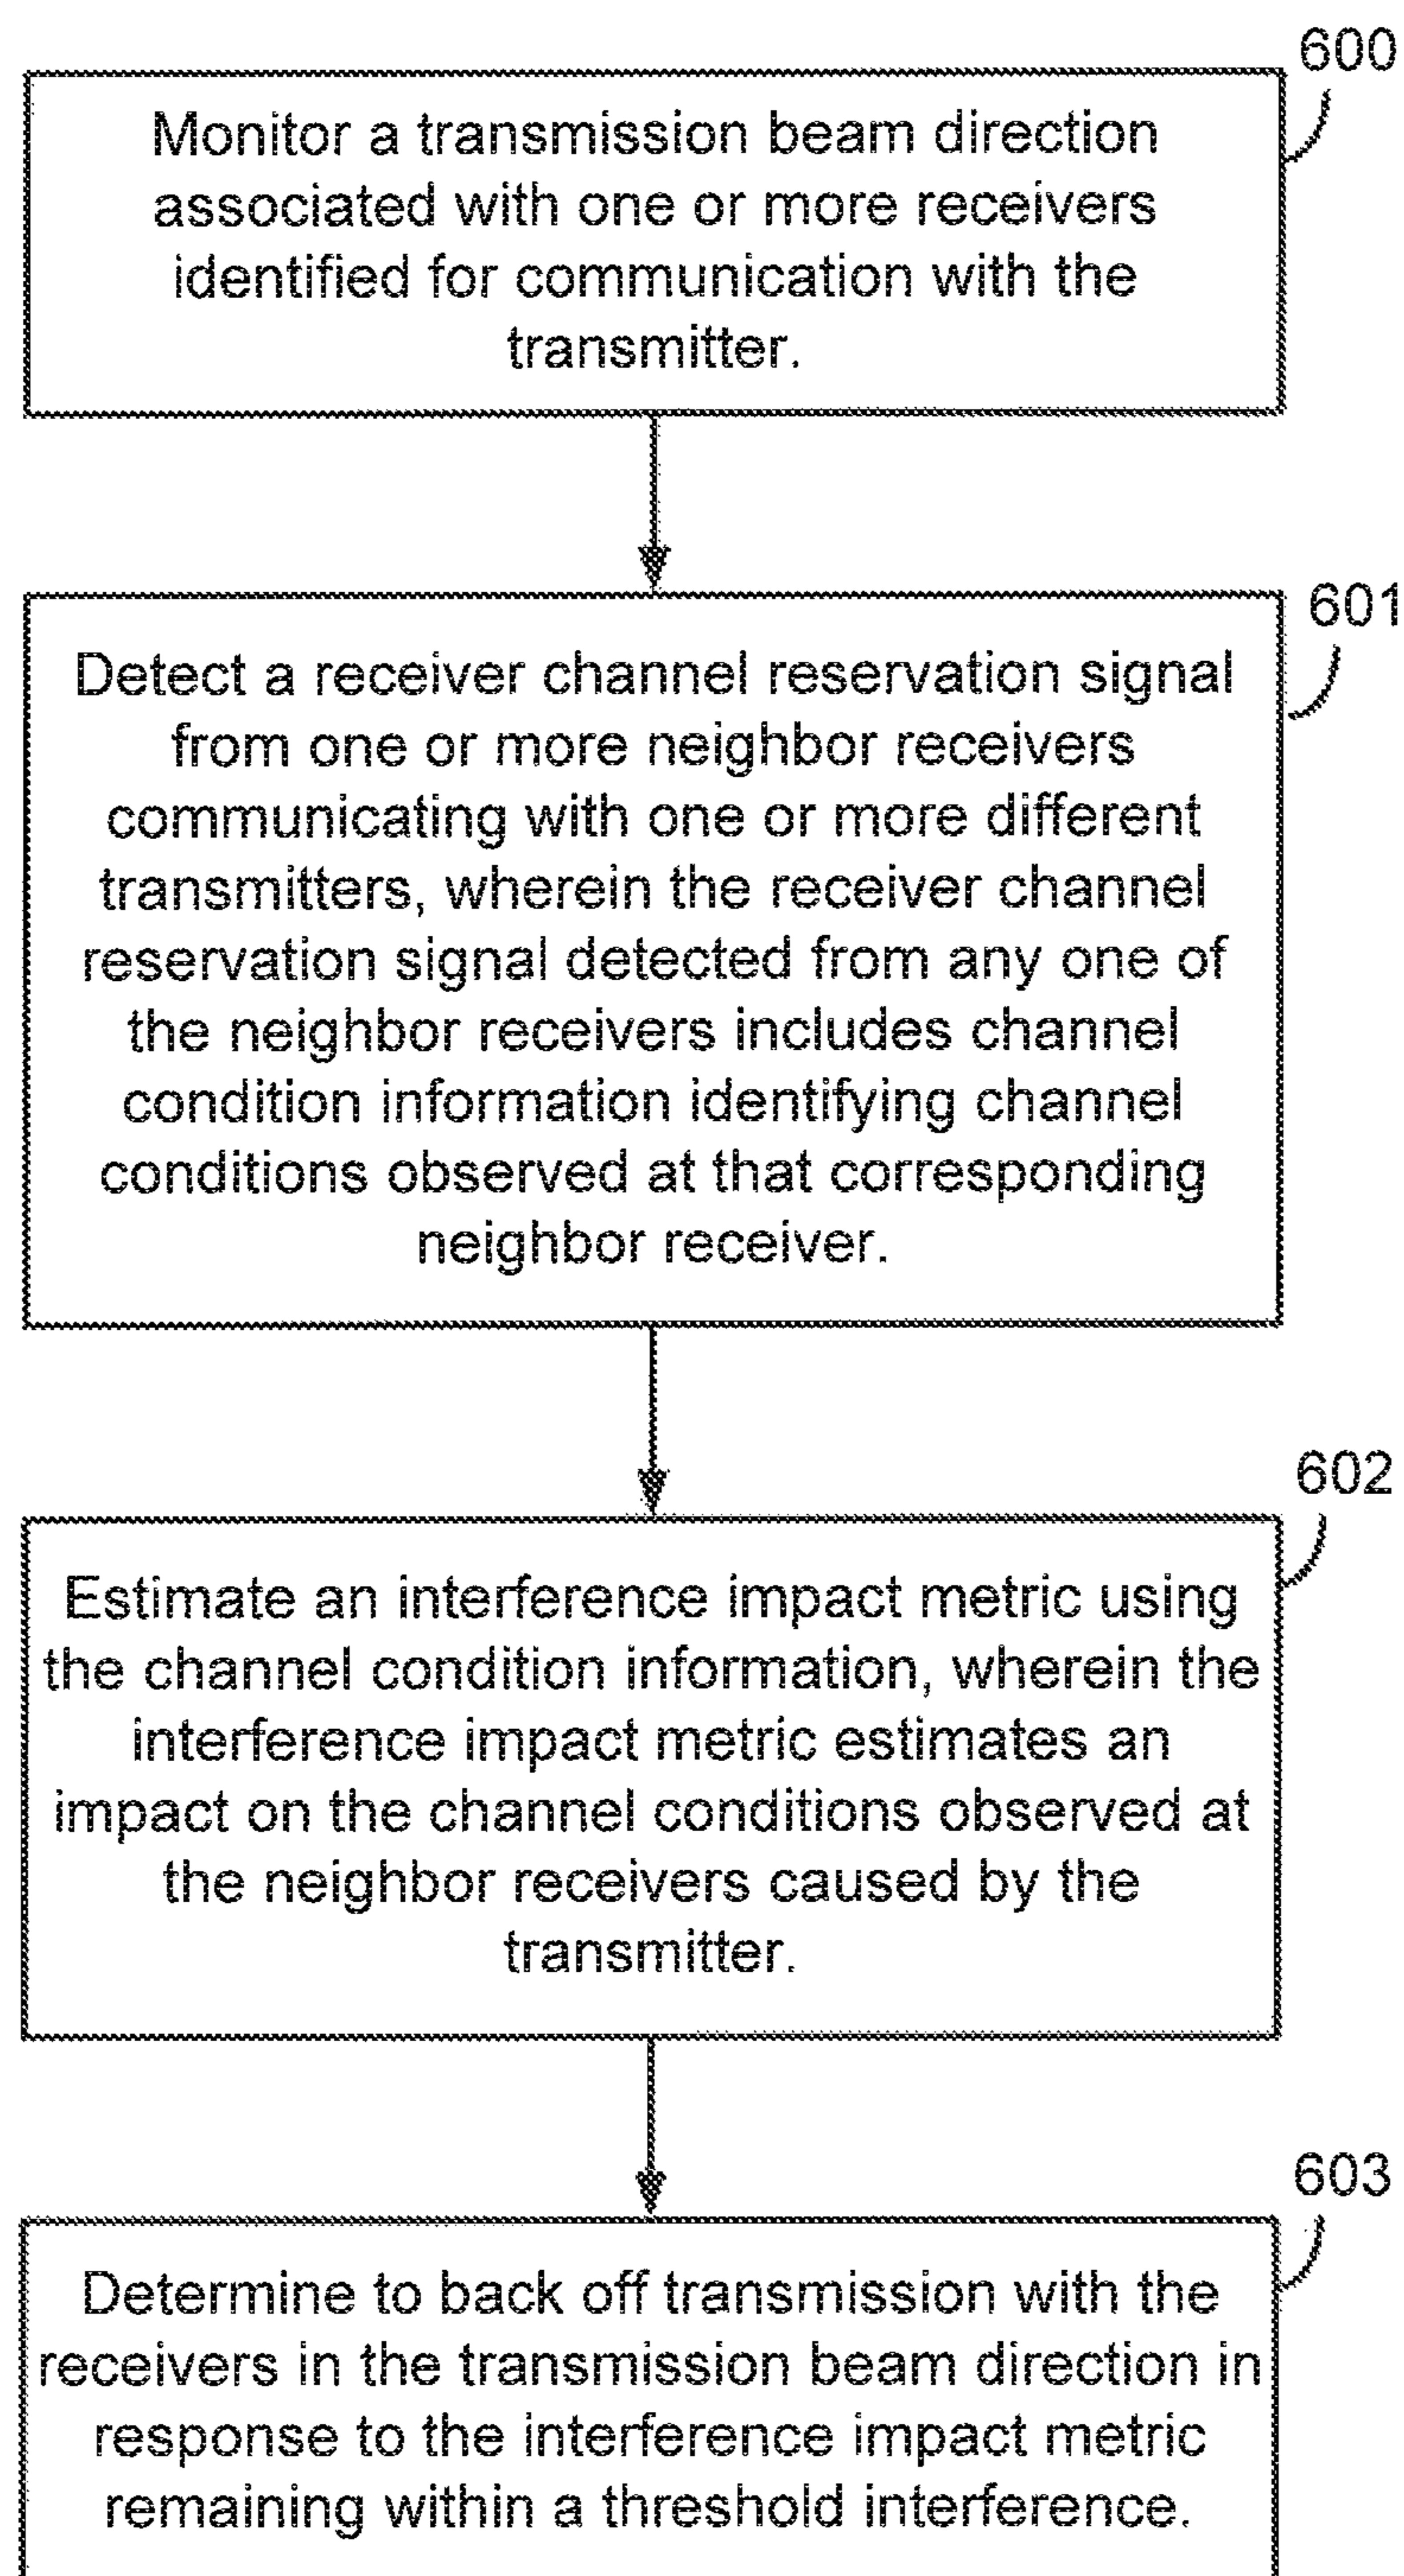 600
Monitor a transmission beam direction
associated with one or more receivers
identified for communication with the
transmitter.
601
Detect a receiver channel reservation signal
from one or more neighbor receivers
communicating with one or more different
transmitters, wherein the receiver channel
reservation signal detected from any one of
the neighbor receivers includes channel
condition information identifying channel
conditions observed at that corresponding
neighbor receiver.
602
Estimate an interference impact metric using
the channel condition information, wherein the
interference impact metric estimates an
impact on the channel conditions observed at
the neighbor receivers caused by the
transmitter.
603
Determine to back off transmission with the
receivers in the transmission beam direction in
response to the interference impact metric
remaining within a threshold interference.